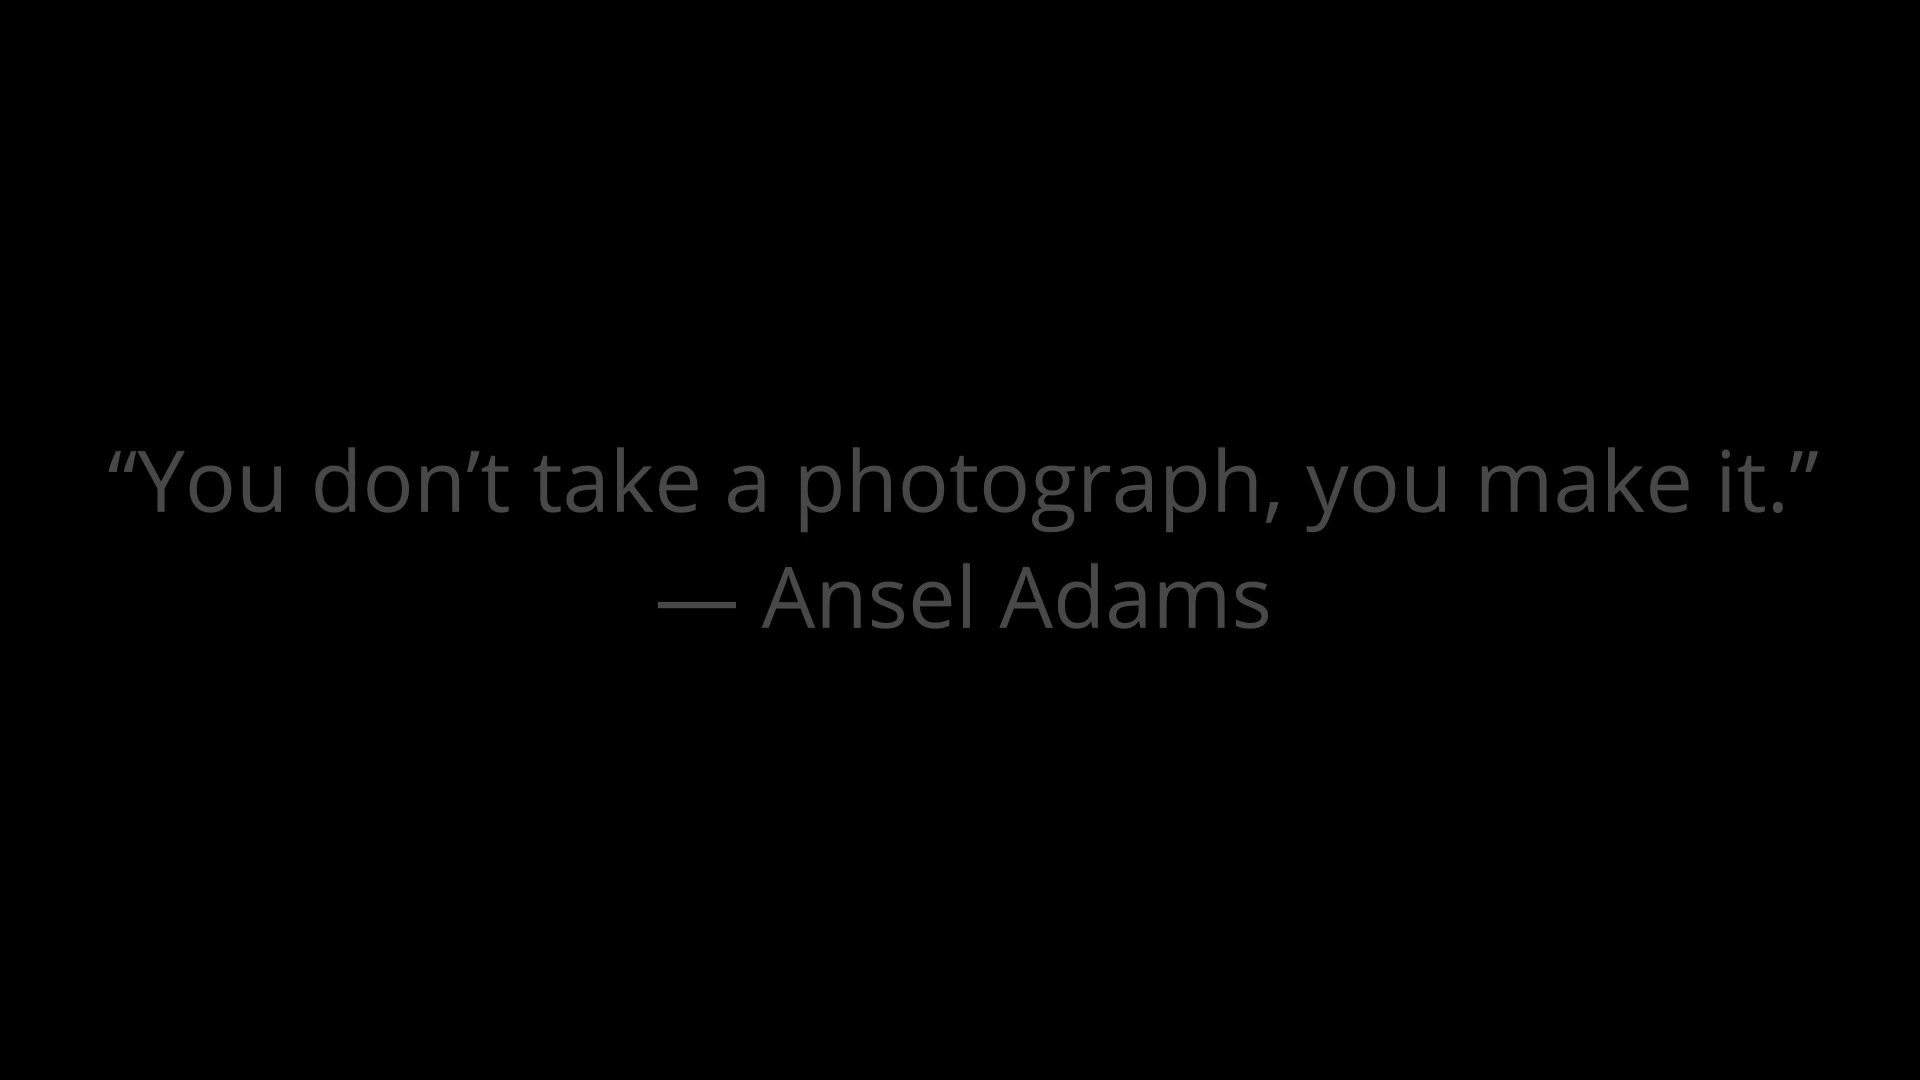 “You don’t take a photograph, you make it.”
— Ansel Adams